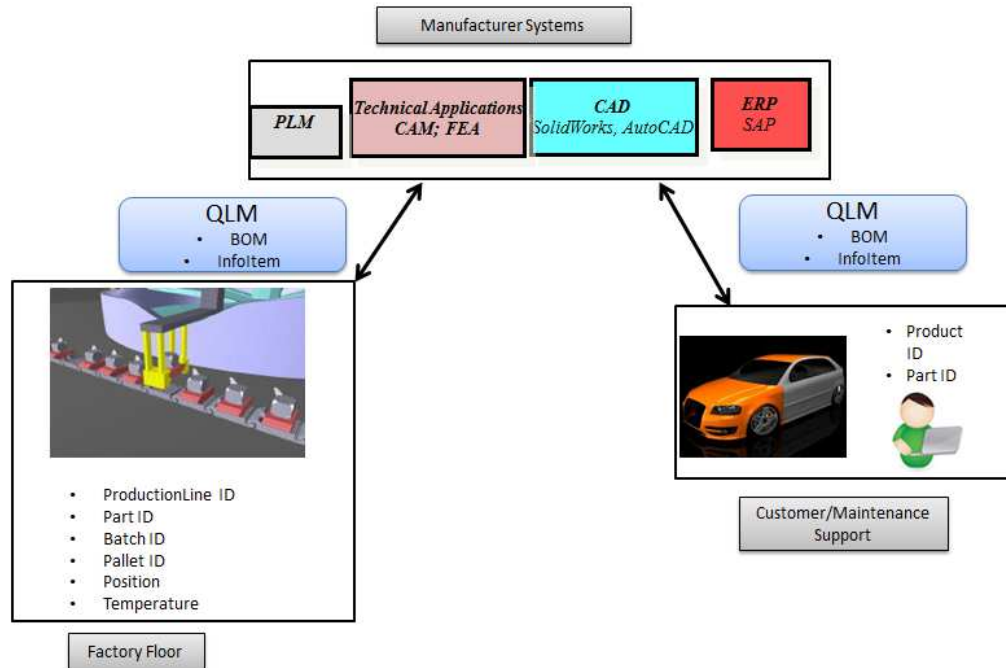 Manufacturer Systems
PLM
Technical Applications
CAM; FEA
CAD
SolidWorks, AutoCAD
ERP
SAP
QLM
• BOM
• InfoItem
QLM
• BOM
• InfoItem
• ProductionLine ID
• Part ID
• Batch ID
• Pallet ID
• Position
• Temperature
Factory Floor
• Product
ID
• Part ID
Customer/Maintenance
Support